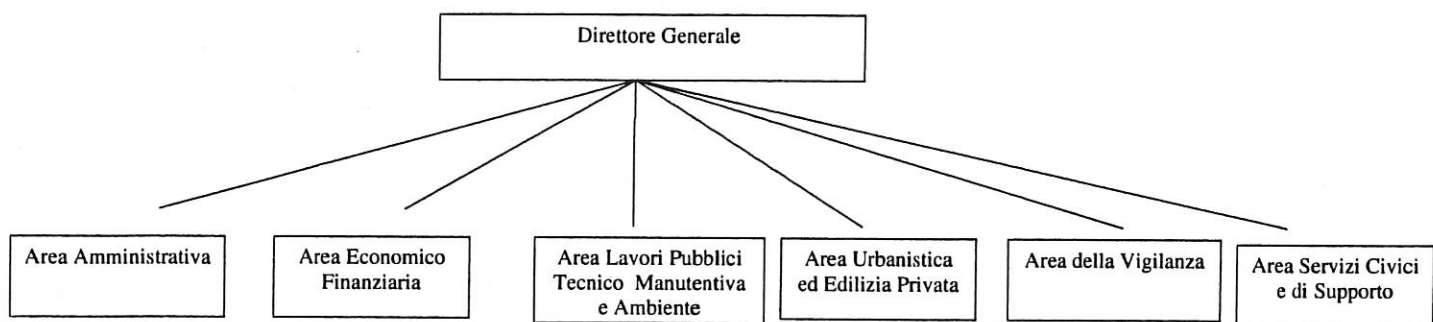 Direttore Generale
Area Amministrativa
Area Economico
Finanziaria
Area Lavori Pubblici
Tecnico Manutentiva
e Ambiente
Area Urbanistica
ed Edilizia Privata
Area della Vigilanza
Area Servizi Civici
e di Supporto